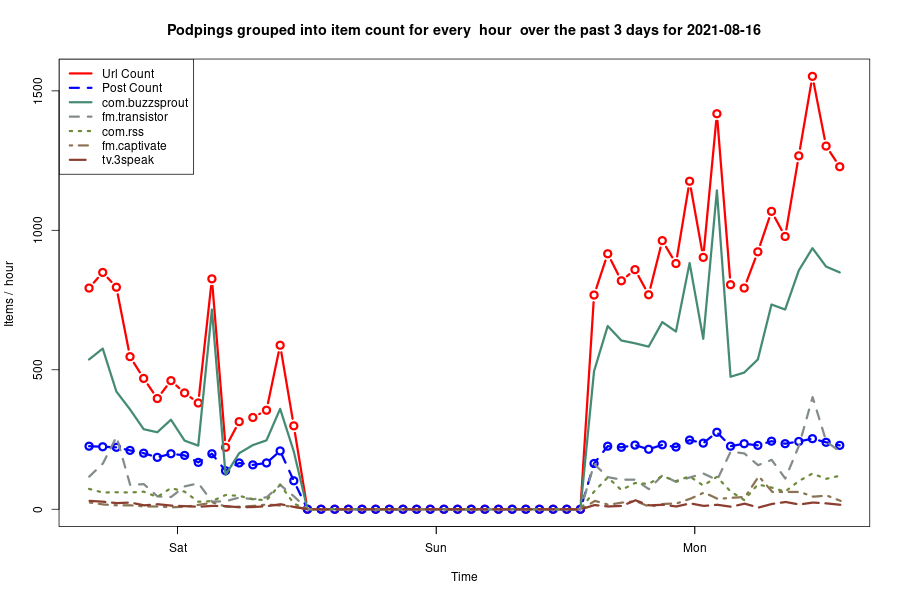 Podpings grouped into item count for every  hour  over the past 3 days for 2021-08-16
Url Count
Post Count
com.buzzsprout
fm.transistor
com.rss
fm.captivate
tv.3speak
Items /  hour
1500
1000
500
0
Sat
Sun
Mon
Time